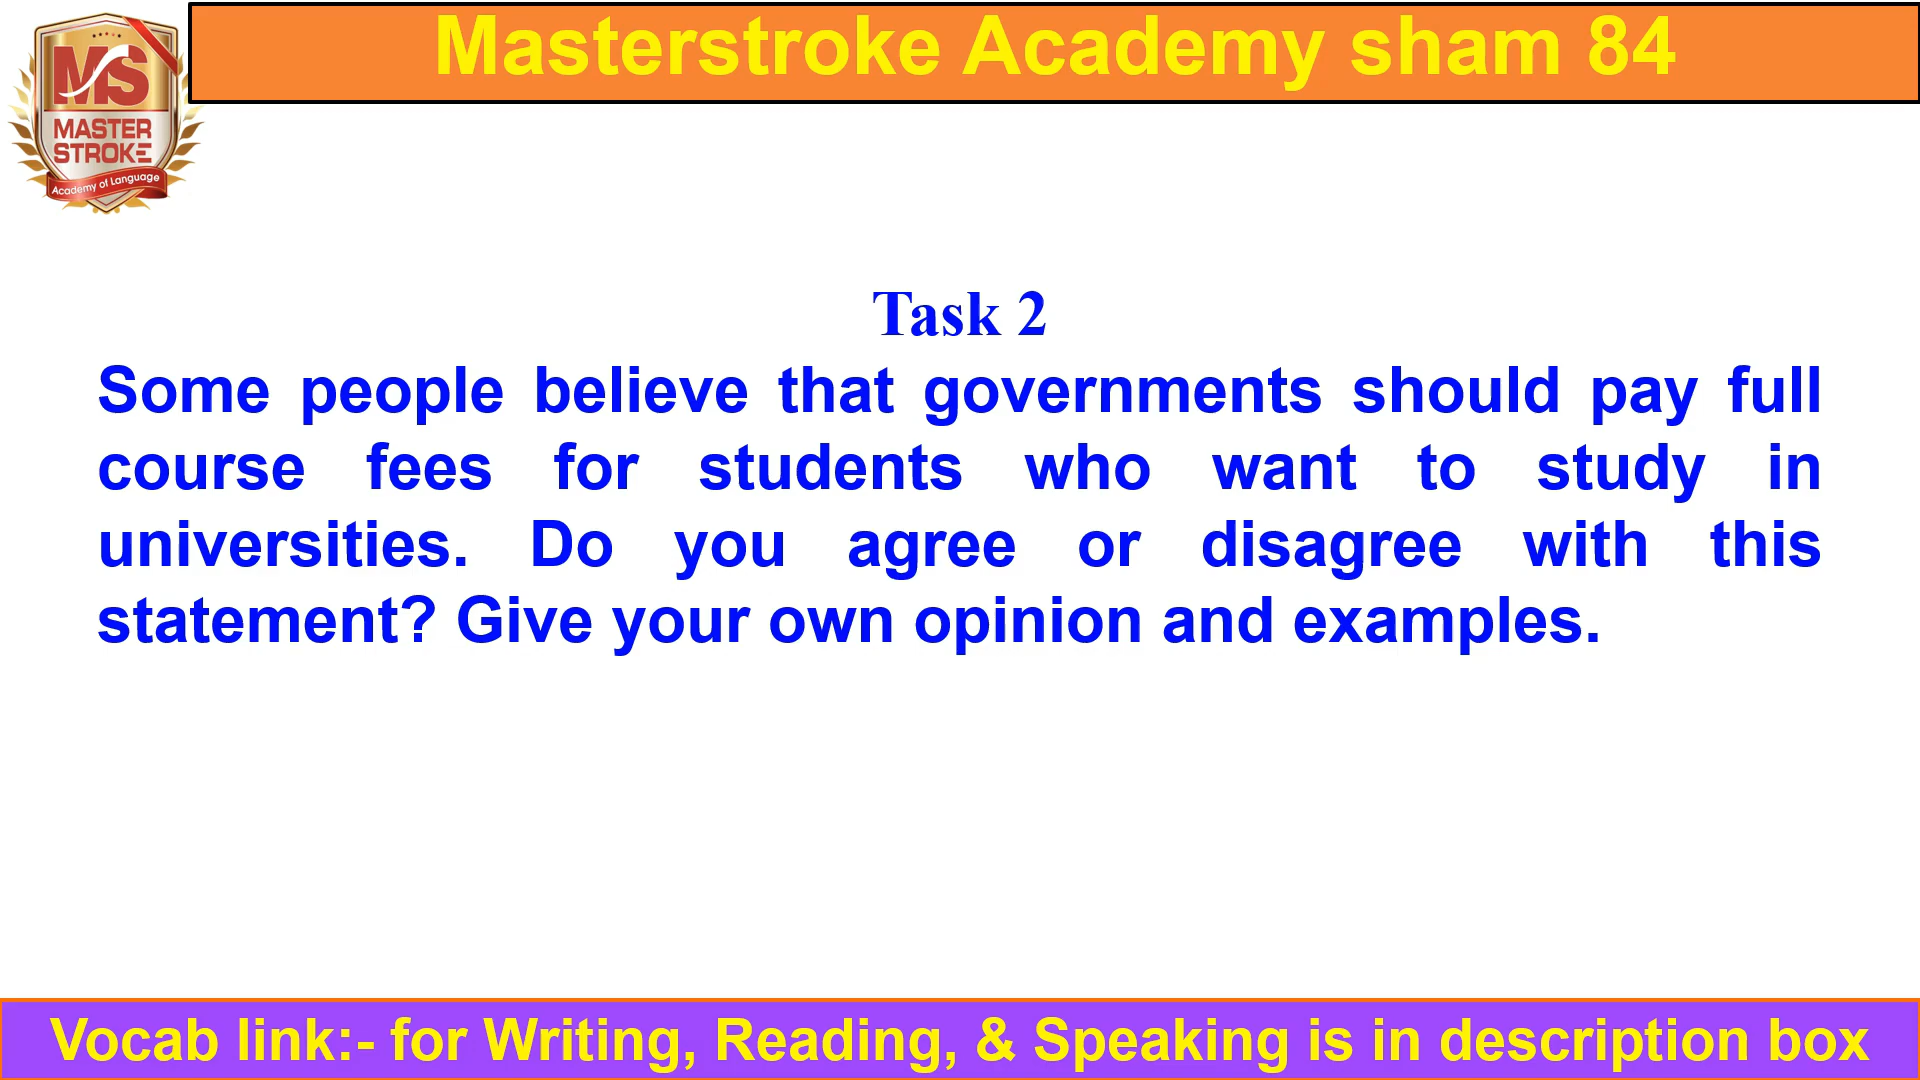 Masterstroke Academy sham 84
MS
MASTER
STROKE
Academy of Language
Task 2
Some people believe that governments should pay full
course fees for students who want to study in
universities. Do you agree or disagree with this
statement? Give your own opinion and examples.
Vocab link:- for Writing, Reading, & Speaking is in description box